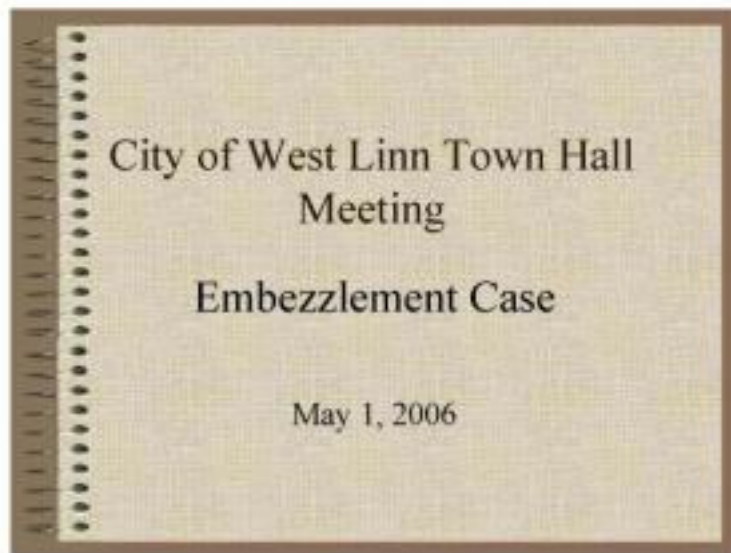 City of West Linn Town Hall
Meeting
Embezzlement Case
May 1, 2006